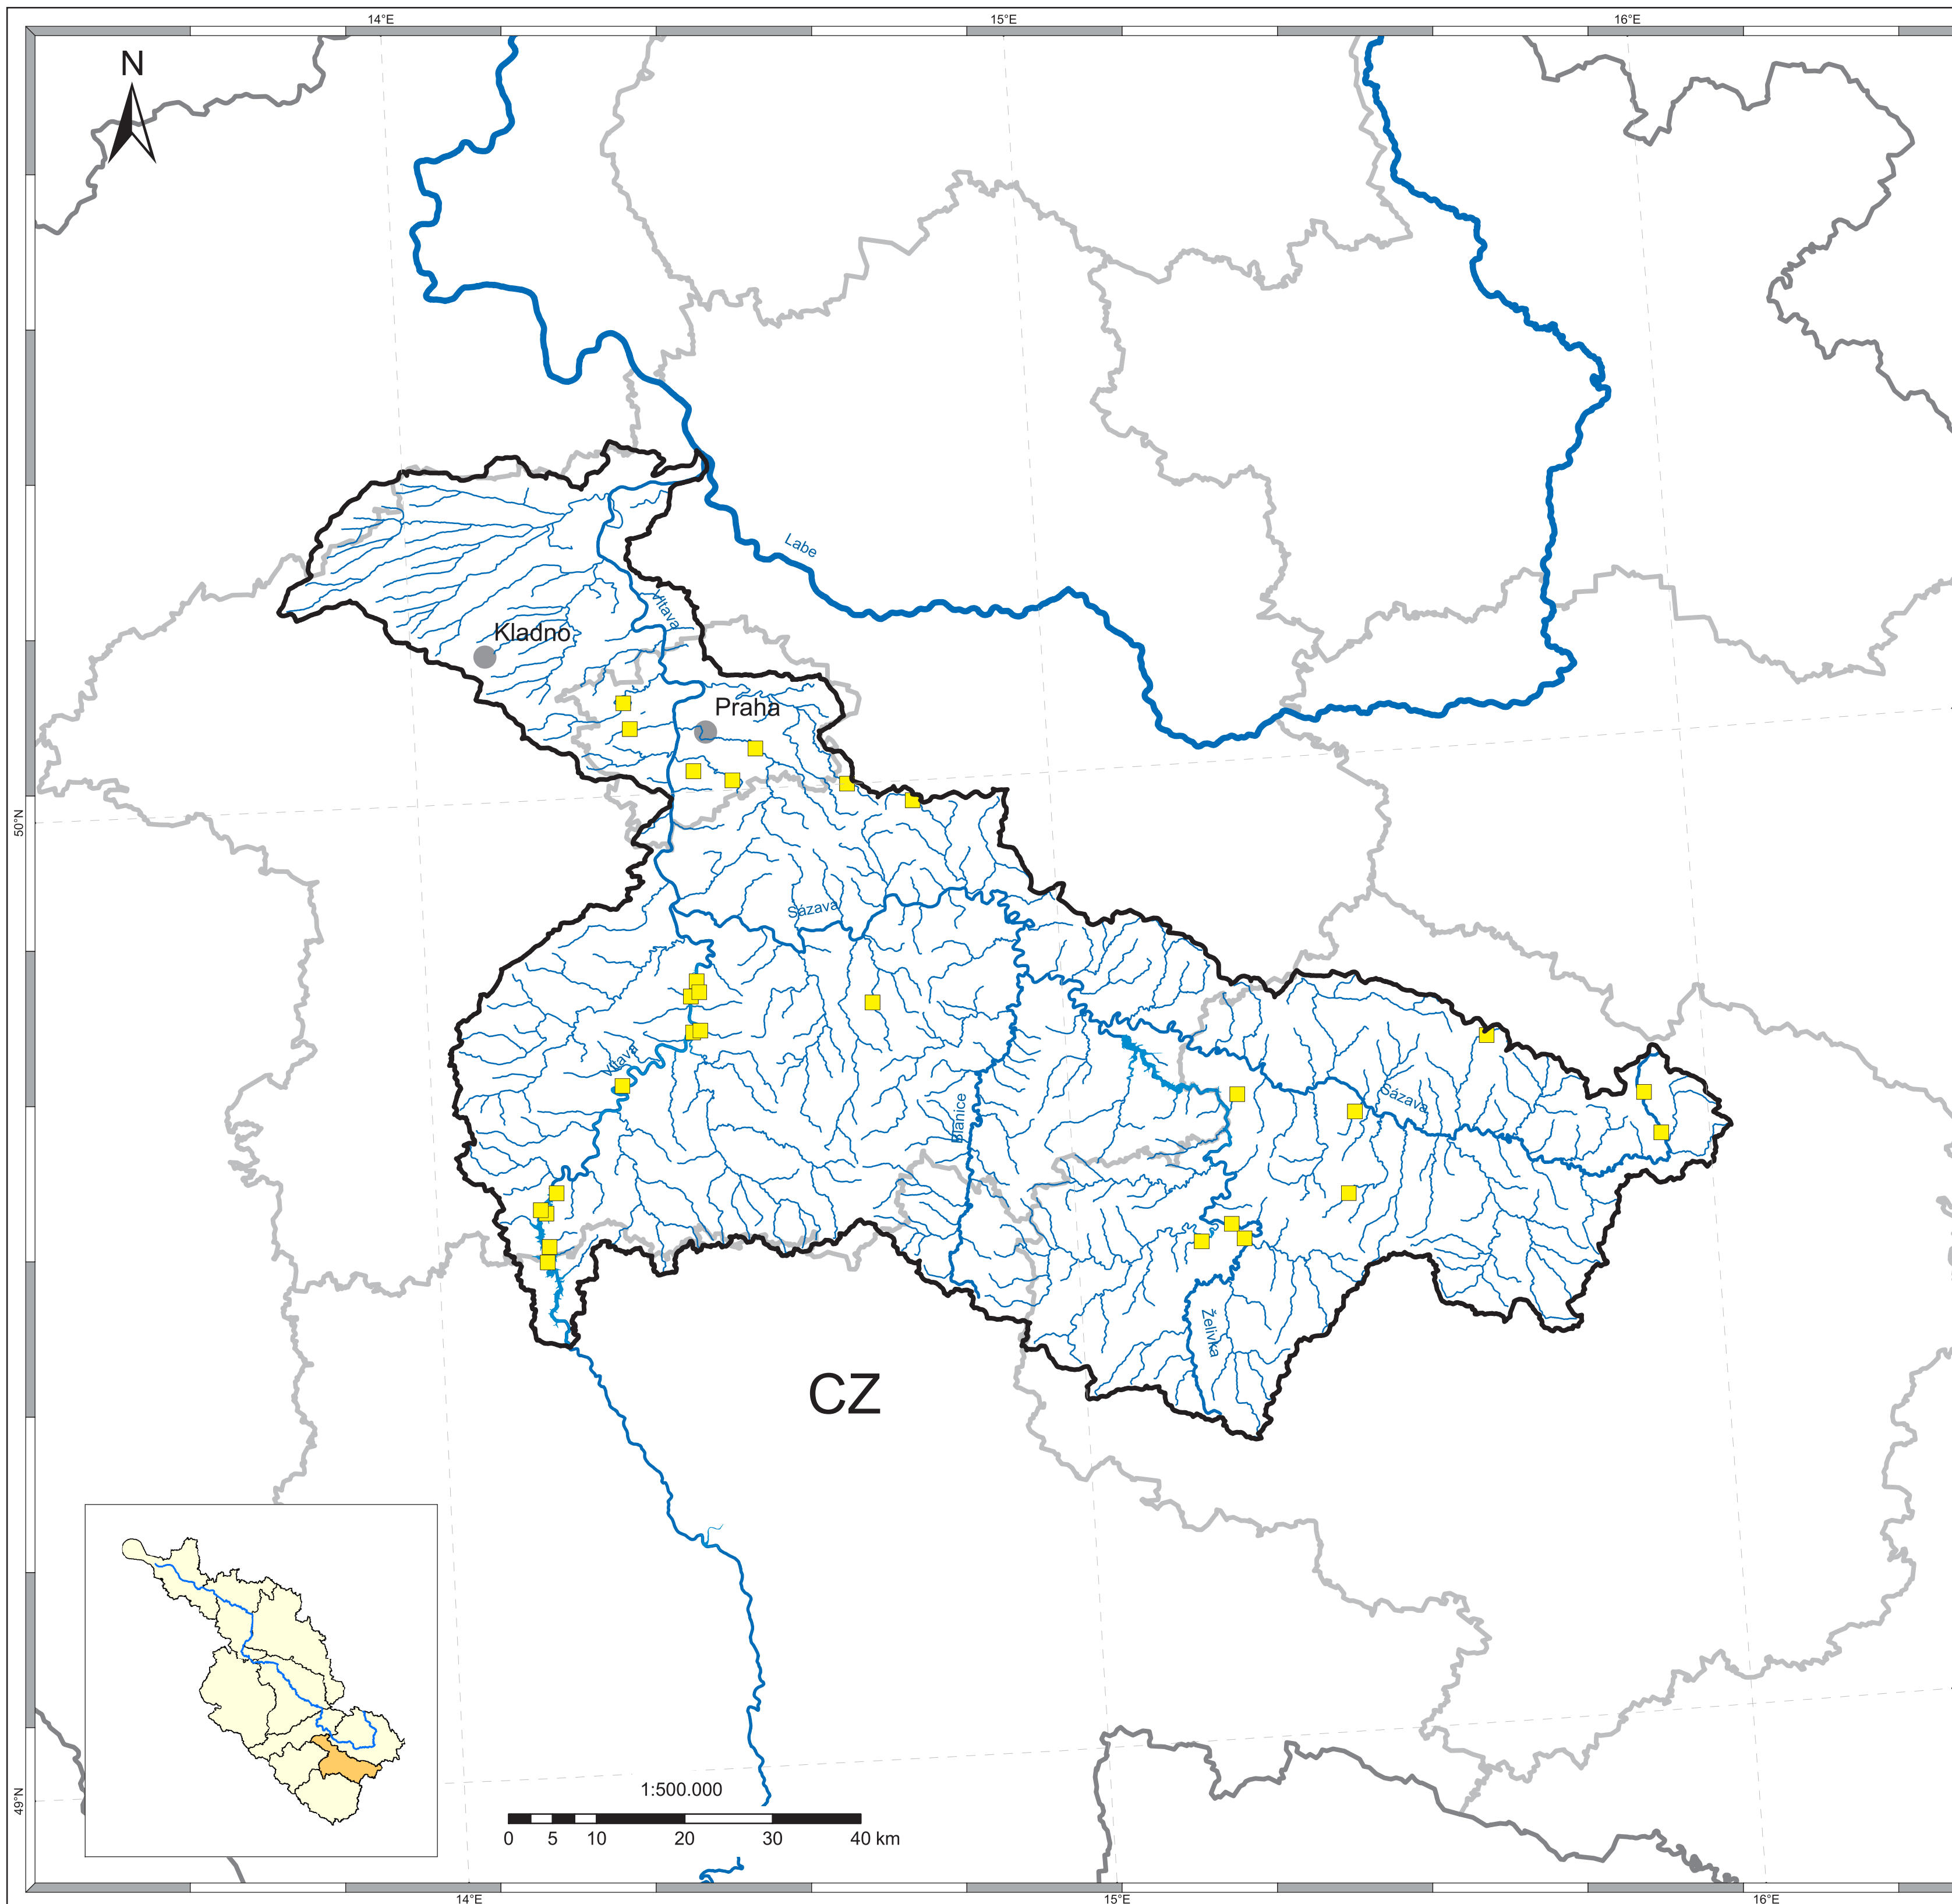 14°E
15°E
16°E
N
Labe
Vltava
Kladno
Praha
50°N
Sázava
Vltava
Blanice
Sázava
Želivka
CZ
1:500.000
49°N
0 5 10 20 30 40 km
14°E
15°E
16°E